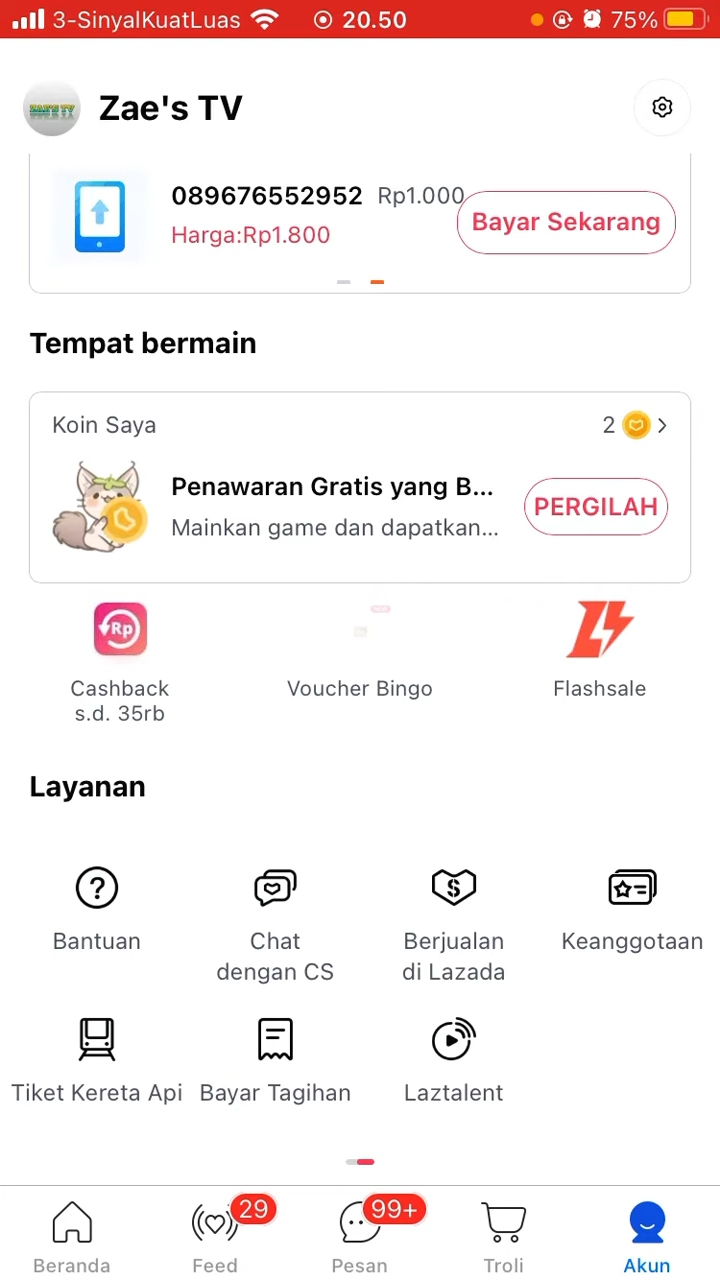 3-SinyalKuatLuas 20.50 75%
Zae's TV
089676552952 Rp1.000
Harga:Rp1.800
Bayar Sekarang
Tempat bermain
Koin Saya 2
Penawaran Gratis yang B...
Mainkan game dan dapatkan...
PERGILAH
Rp
Cashback
s.d. 35rb
Voucher Bingo
Flashsale
Layanan
Bantuan
Chat
dengan CS
Berjualan
di Lazada
Keanggotaan
Tiket Kereta Api
Bayar Tagihan
Laztalent
29
99+
Beranda
Feed
Pesan
Troli
Akun